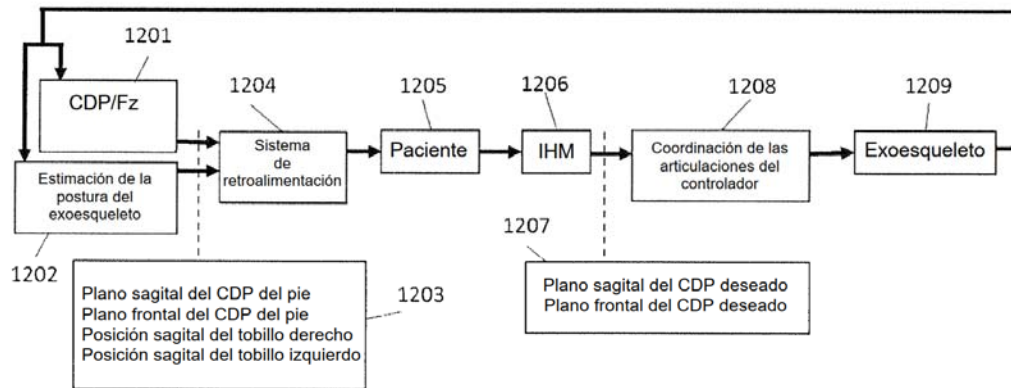 1201
CDP/Fz
1202
Estimación de la
postura del
exoesqueleto
1204
Sistema
de
retroalimentación
1205
Paciente
1206
IHM
1208
Coordinación de las
articulaciones del
controlador
1209
Exoesqueleto
1203
Plano sagital del CDP del pie
Plano frontal del CDP del pie
Posición sagital del tobillo derecho
Posición sagital del tobillo izquierdo
1207
Plano sagital del CDP deseado
Plano frontal del CDP deseado